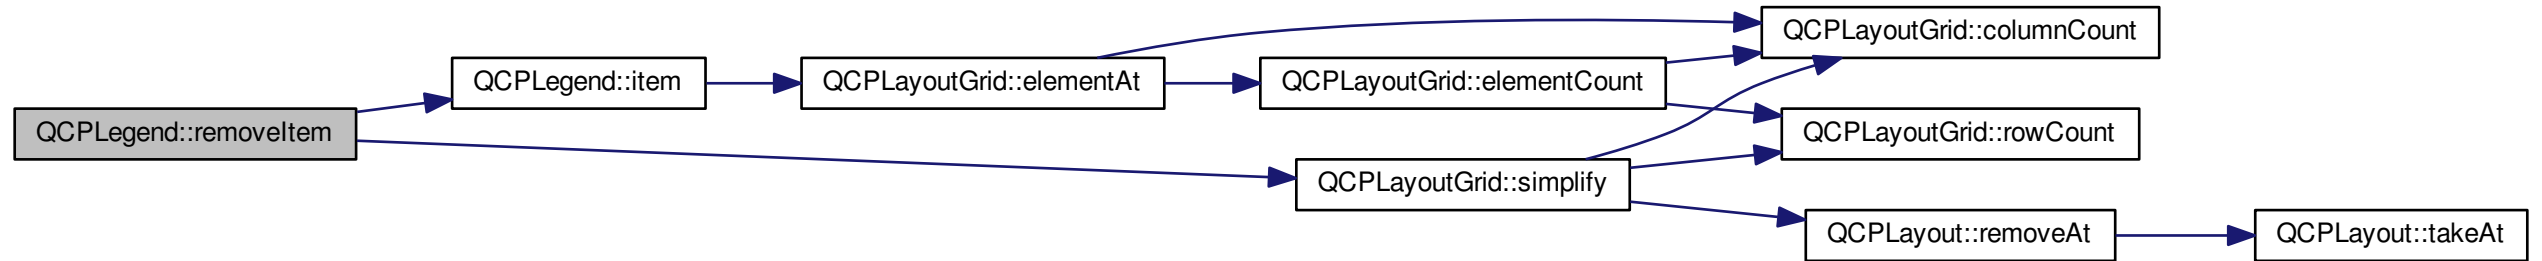 QCPLegend::removeItem
QCPLegend::item
QCPLayoutGrid::elementAt
QCPLayoutGrid::elementCount
QCPLayoutGrid::columnCount
QCPLayoutGrid::rowCount
QCPLayoutGrid::simplify
QCPLayout::removeAt
QCPLayout::takeAt